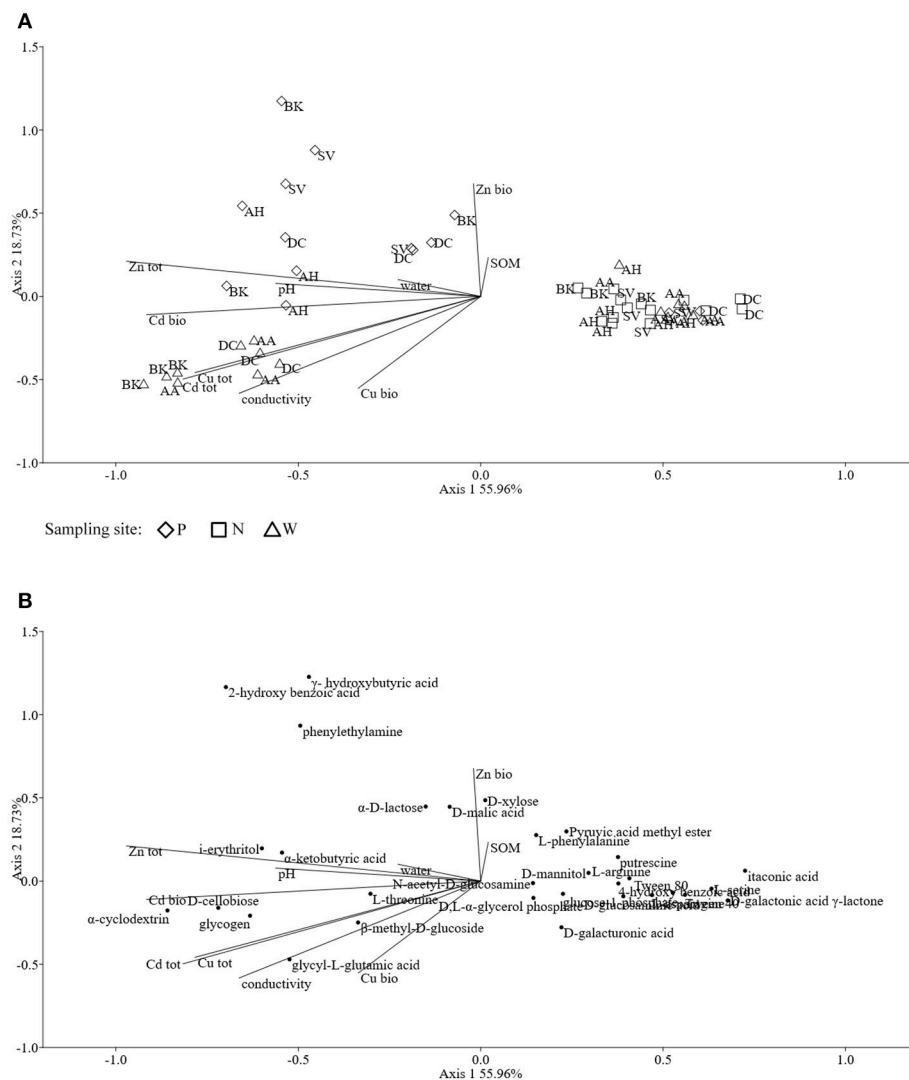 A
1.5
BK
1.0
SV
SV
Zn bio
AH
0.5
BK
DC
SV DC
DC
SOM
Zn tot
AH
AH
water
pH
BK
AA
BK
BK SV BK AA DC
0.0
Axis 2 18.73%
Cd bio
AH
AH SV DC DC
AH SV
DC AA
DC
BK BK Cu tot DC
-0.5
BK Cd tot AA
AA conductivity Cu bio
-1.0
-1.0 -0.5 0.0 0.5 1.0
Axis 1 55.96%
Sampling site: P N W
B
1.5
γ- hydroxybutyric acid
2-hydroxy benzoic acid
1.0
phenylethylamine
Zn bio
0.5
α-D-lactose D-malic acid D-xylose
Pyruvic acid methyl ester
L-phenylalanine
SOM
Zn tot i-erythritol α-ketobutyric acid putrescine
water D-mannitol L-arginine itaconic acid
pH
0.0
Axis 2 18.73%
N-acetyl-D-glucosamine Tween 80 L-serine
4-hydroxy benzoic acid
Cd bio D-cellobiose L-threonine D,L-α-glycerol phosphate D-galactonic acid γ-lactone
α-cyclodextrin glycogen β-methyl-D-glucoside
D-galacturonic acid
Cd tot Cu tot glycyl-L-glutamic acid
-0.5
conductivity Cu bio
-1.0
-1.0 -0.5 0.0 0.5 1.0
Axis 1 55.96%